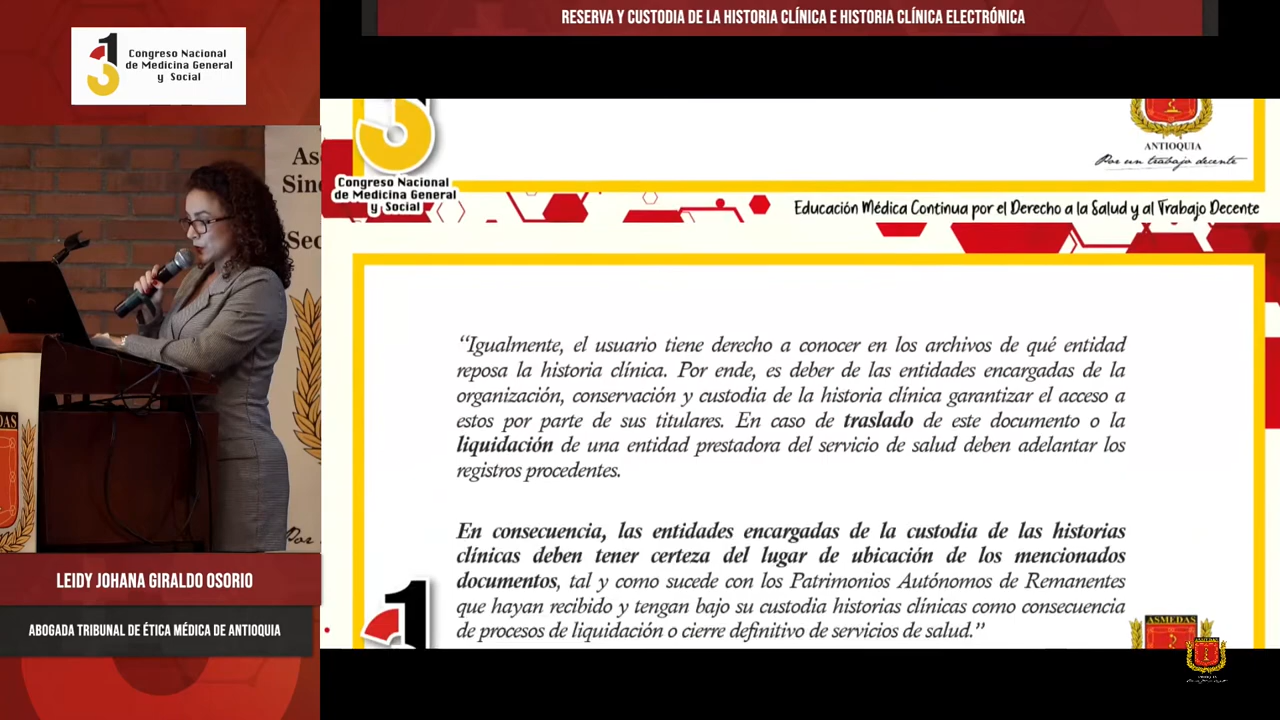 RESERVA Y CUSTODIA DE LA HISTORIA CLÍNICA E HISTORIA CLÍNICA ELECTRÓNICA
Congreso Nacional
de Medicina General
y Social
ANTIOQUIA
Por un trabajo decente
Congreso Nacional
de Medicina General
y Social
Educación Médica Continua por el Derecho a la Salud y al Trabajo Decente
“Igualmente, el usuario tiene derecho a conocer en los archivos de qué entidad
reposa la historia clínica. Por ende, es deber de las entidades encargadas de la
organización, conservación y custodia de la historia clínica garantizar el acceso a
estos por parte de sus titulares. En caso de traslado de este documento o la
liquidación de una entidad prestadora del servicio de salud deben adelantar los
registros procedentes.
En consecuencia, las entidades encargadas de la custodia de las historias
clínicas deben tener certeza del lugar de ubicación de los mencionados
documentos, tal y como sucede con los Patrimonios Autónomos de Remanentes
que hayan recibido y tengan bajo su custodia historias clínicas como consecuencia
de procesos de liquidación o cierre definitivo de servicios de salud.”
ASMEDAS
ASMEDAS
LEIDY JOHANA GIRALDO OSORIO
ABOGADA TRIBUNAL DE ÉTICA MÉDICA DE ANTIOQUIA